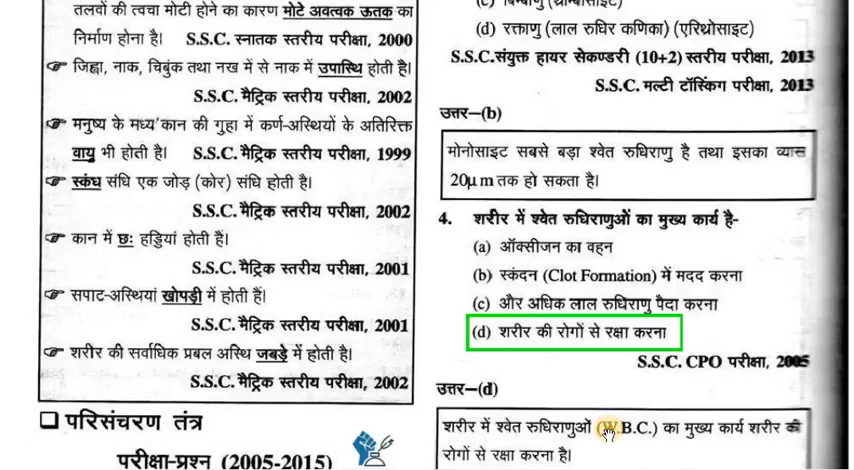 तलवों की त्वचा मोटी होने का कारण मोटे अवत्वक ऊतक का
निर्माण होना है। S.S.C. स्नातक स्तरीय परीक्षा, 2000
☞ जिह्वा, नाक, चिबुंक तथा नख में से नाक में उपास्थि होती है।
S.S.C. मैट्रिक स्तरीय परीक्षा, 2002
☞ मनुष्य के मध्य कान की गुहा में कर्ण-अस्थियों के अतिरिक्त
वायु भी होती है। S.S.C. मैट्रिक स्तरीय परीक्षा, 1999
☞ स्कंध संधि एक जोड़ (कोर) संधि होती है।
S.S.C. मैट्रिक स्तरीय परीक्षा, 2002
☞ कान में छः हड्डियां होती हैं।
S.S.C. मैट्रिक स्तरीय परीक्षा, 2001
☞ सपाट-अस्थियां खोपड़ी में होती हैं।
S.S.C. मैट्रिक स्तरीय परीक्षा, 2001
☞ शरीर की सर्वाधिक प्रबल अस्थि जबड़े में होती है।
S.S.C. मैट्रिक स्तरीय परीक्षा, 2002
❑ परिसंचरण तंत्र
परीक्षा-प्रश्न (2005-2015)
(c) बिम्बाणु (थ्रोम्बोसाइट)
(d) रक्ताणु (लाल रुधिर कणिका) (एरिथ्रोसाइट)
S.S.C.संयुक्त हायर सेकण्डरी (10+2) स्तरीय परीक्षा, 2013
S.S.C. मल्टी टॉस्किंग परीक्षा, 2013
उत्तर—(b)
मोनोसाइट सबसे बड़ा श्वेत रुधिराणु है तथा इसका व्यास
20µm तक हो सकता है।
4. शरीर में श्वेत रुधिराणुओं का मुख्य कार्य है-
(a) ऑक्सीजन का वहन
(b) स्कंदन (Clot Formation) में मदद करना
(c) और अधिक लाल रुधिराणु पैदा करना
(d) शरीर की रोगों से रक्षा करना
S.S.C. CPO परीक्षा, 2005
उत्तर—(d)
शरीर में श्वेत रुधिराणुओं (W.B.C.) का मुख्य कार्य शरीर की
रोगों से रक्षा करना है।